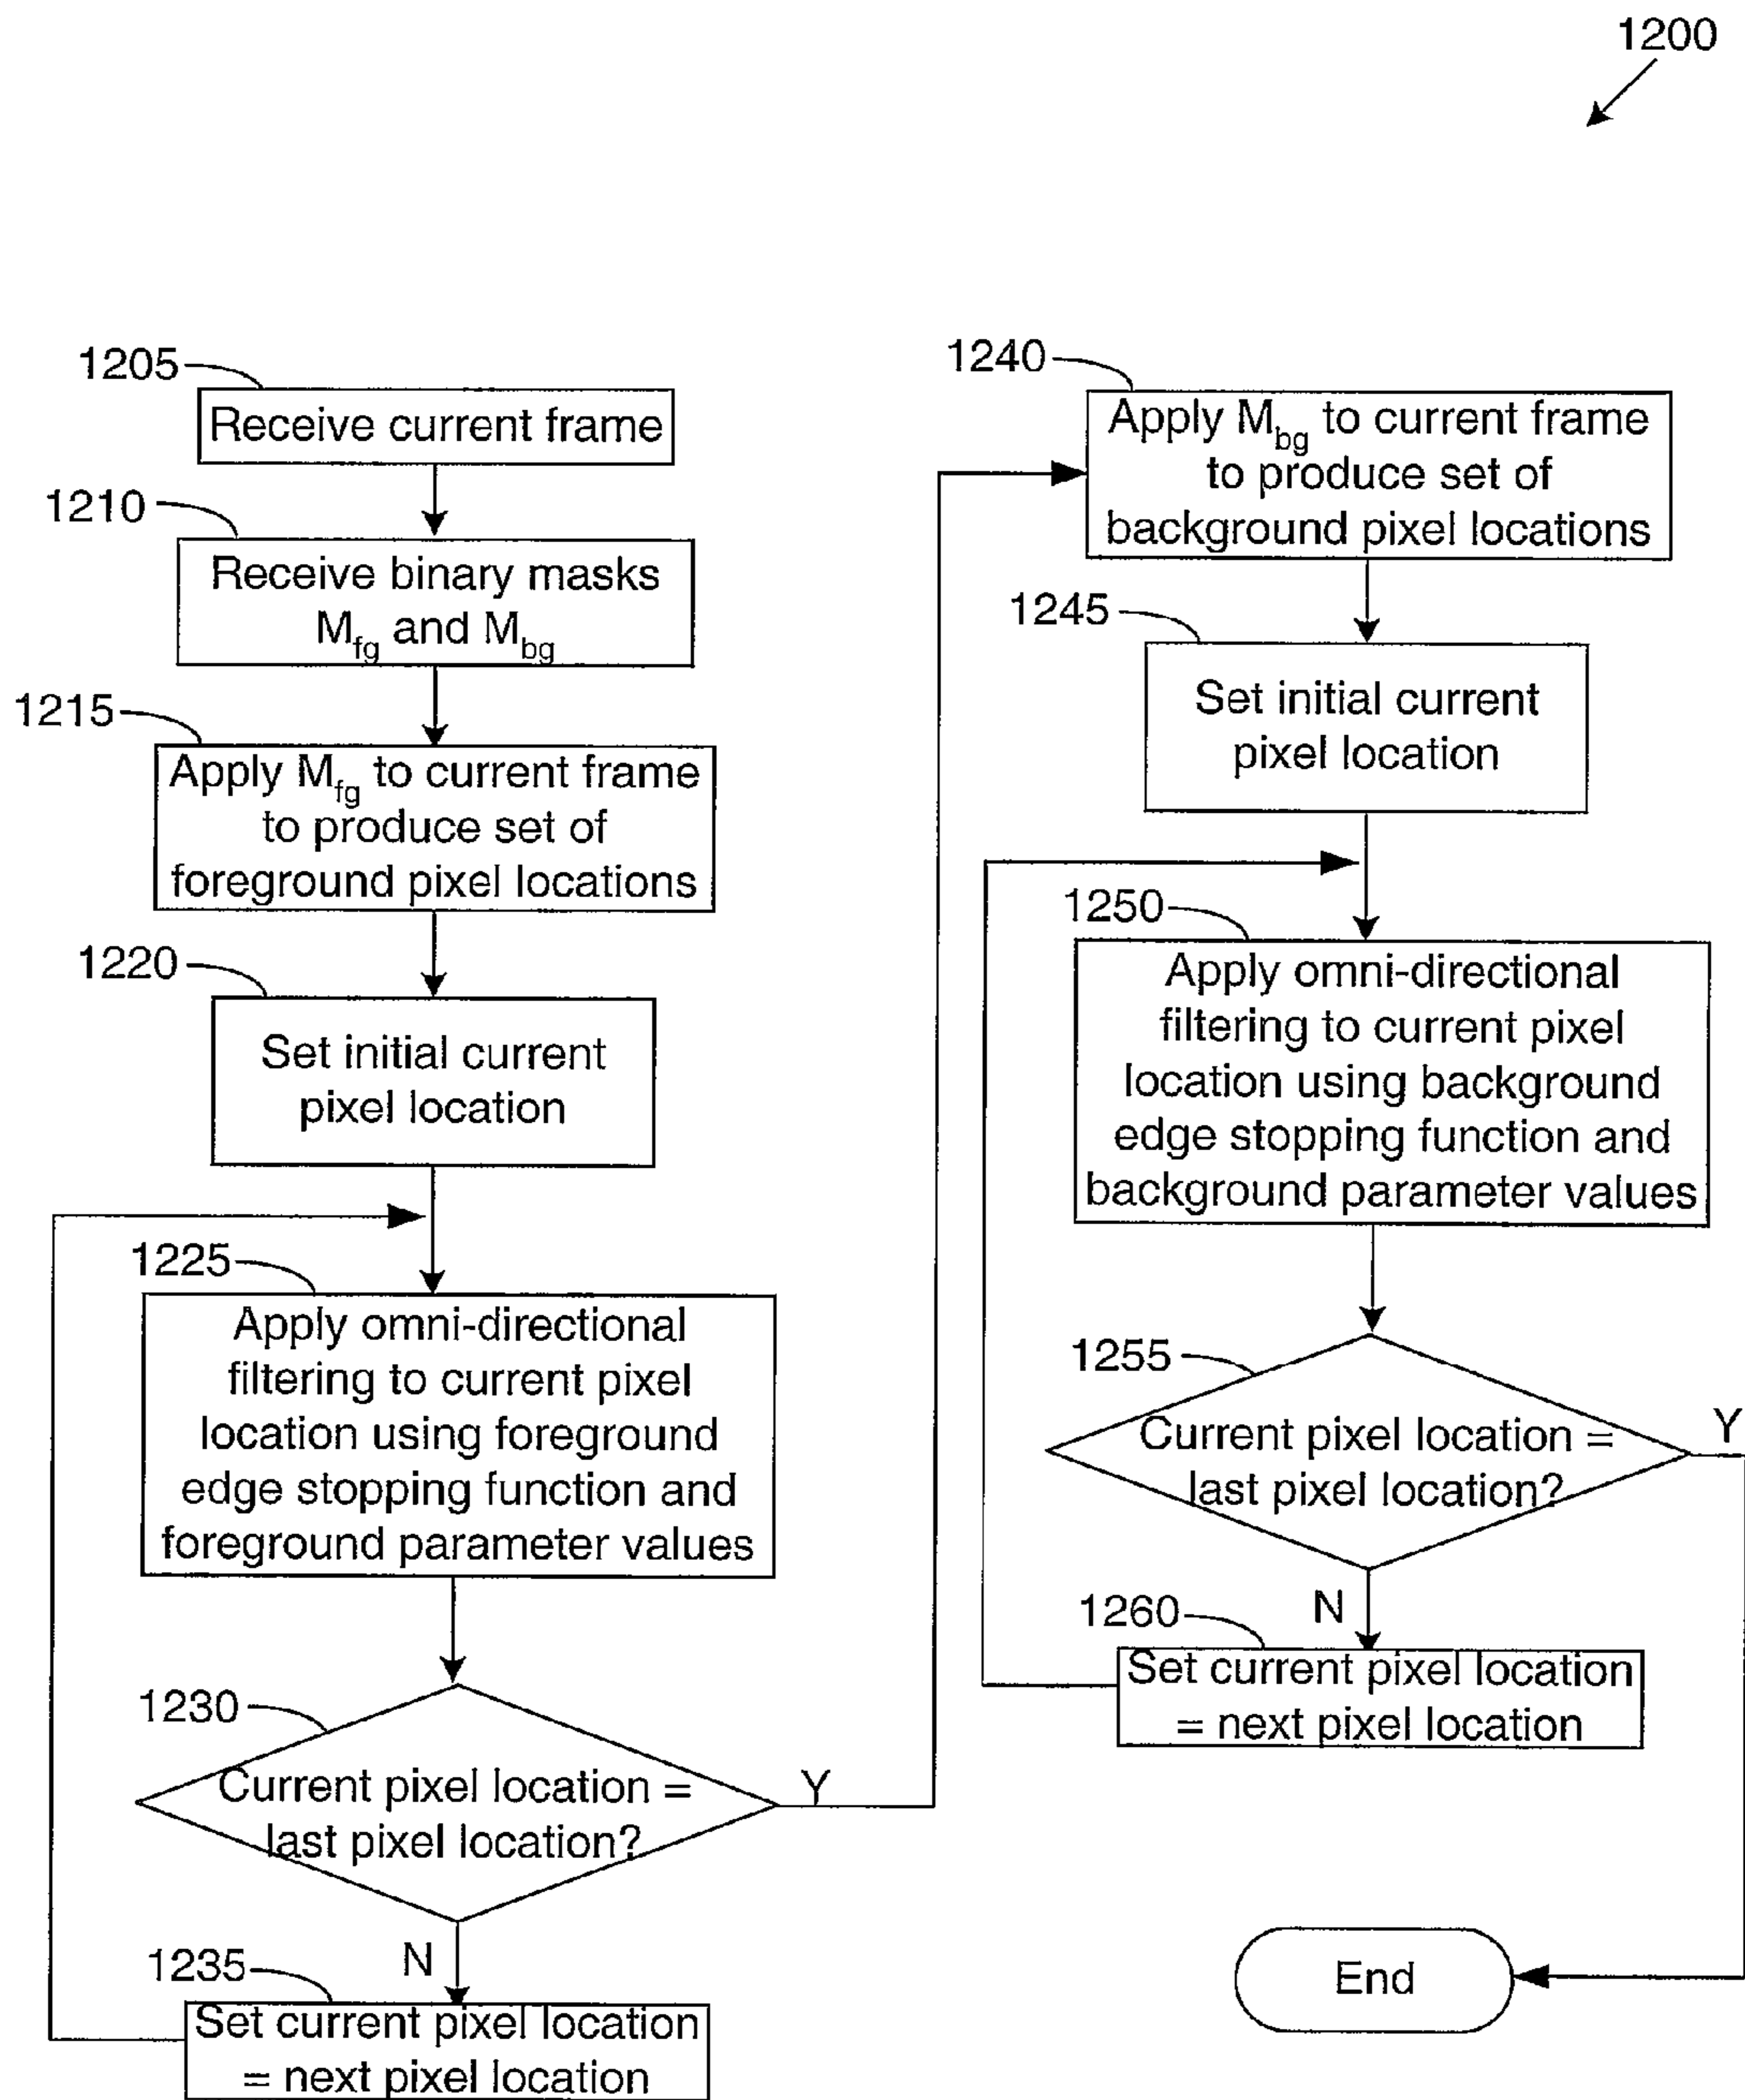 1200
1205
Receive current frame
1210
Receive binary masks
Mfg and Mbg
1215
Apply Mfg to current frame
to produce set of
foreground pixel locations
1220
Set initial current
pixel location
1225
Apply omni-directional
filtering to current pixel
location using foreground
edge stopping function and
foreground parameter values
1230
Current pixel location =
last pixel location?
Y
N
1235
Set current pixel location
= next pixel location
1240
Apply Mbg to current frame
to produce set of
background pixel locations
1245
Set initial current
pixel location
1250
Apply omni-directional
filtering to current pixel
location using background
edge stopping function and
background parameter values
1255
Current pixel location =
last pixel location?
Y
N
1260
Set current pixel location
= next pixel location
End